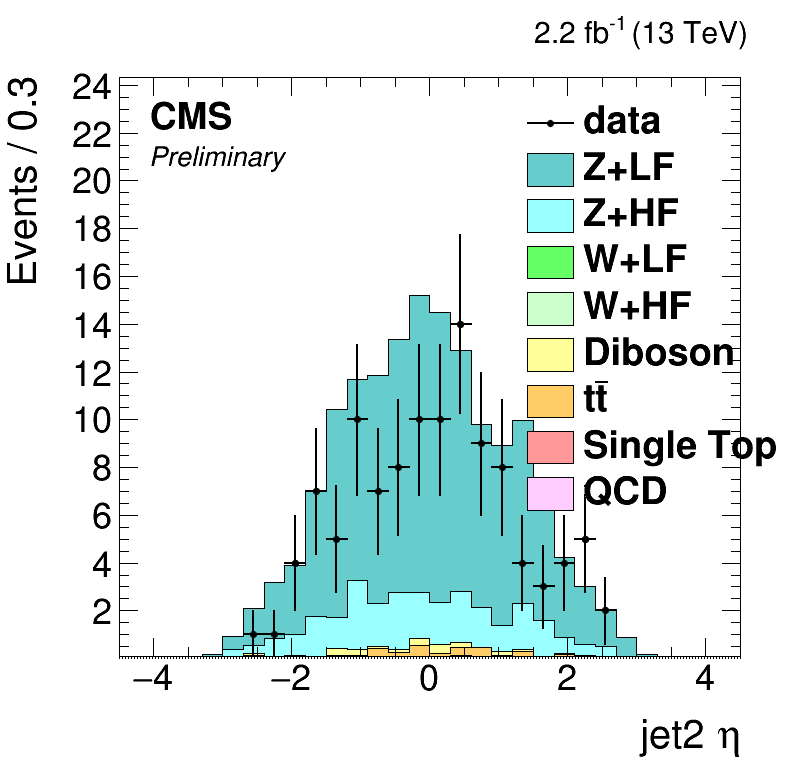 2.2 fb⁻¹ (13 TeV)
Events / 0.3
24
22
20
18
16
14
12
10
8
6
4
2
CMS
Preliminary
data
Z+LF
Z+HF
W+LF
W+HF
Diboson
tt̄
Single Top
QCD
−4 −2 0 2 4
jet2 η